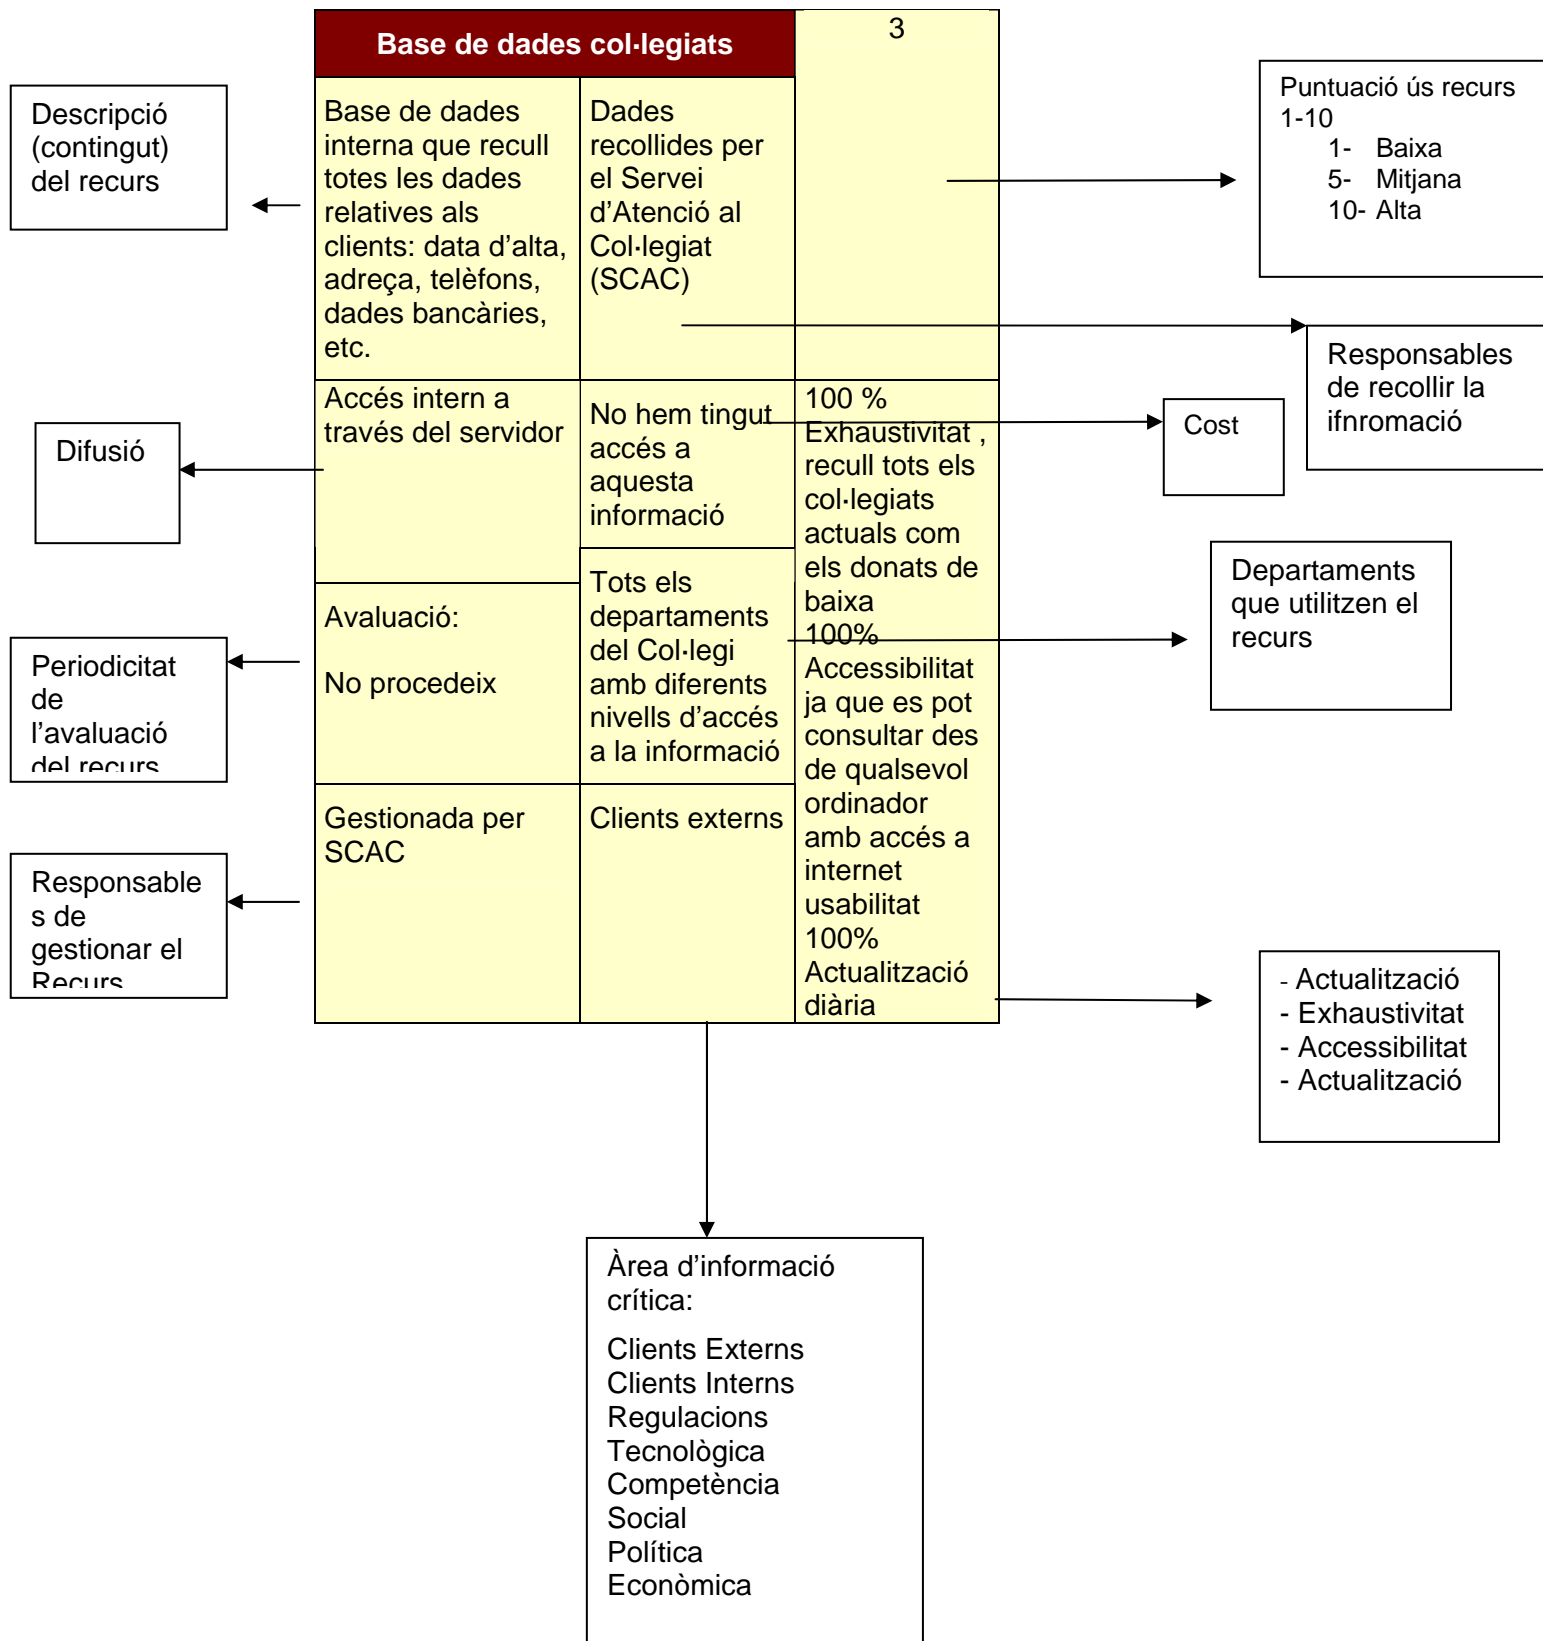 Base de dades col·legiats
3
Descripció
(contingut)
del recurs
Base de dades
interna que recull
totes les dades
relatives als
clients: data d’alta,
adreça, telèfons,
dades bancàries,
etc.
Dades
recollides per
el Servei
d’Atenció al
Col·legiat
(SCAC)
Puntuació ús recurs
1-10
1- Baixa
5- Mitjana
10- Alta
Responsables
de recollir la
ifnromació
Difusió
Accés intern a
través del servidor
No hem tingut
accés a
aquesta
informació
100 %
Exhaustivitat ,
recull tots els
col·legiats
actuals com
els donats de
baixa
100%
Accessibilitat
ja que es pot
consultar des
de qualsevol
ordinador
amb accés a
internet
usabilitat
100%
Actualització
diària
Cost
Periodicitat
de
l’avaluació
del recurs
Avaluació:
No procedeix
Tots els
departaments
del Col·legi
amb diferents
nivells d’accés
a la informació
Departaments
que utilitzen el
recurs
Responsable
s de
gestionar el
Recurs
Gestionada per
SCAC
Clients externs
- Actualització
- Exhaustivitat
- Accessibilitat
- Actualització
Àrea d’informació
crítica:
Clients Externs
Clients Interns
Regulacions
Tecnològica
Competència
Social
Política
Econòmica